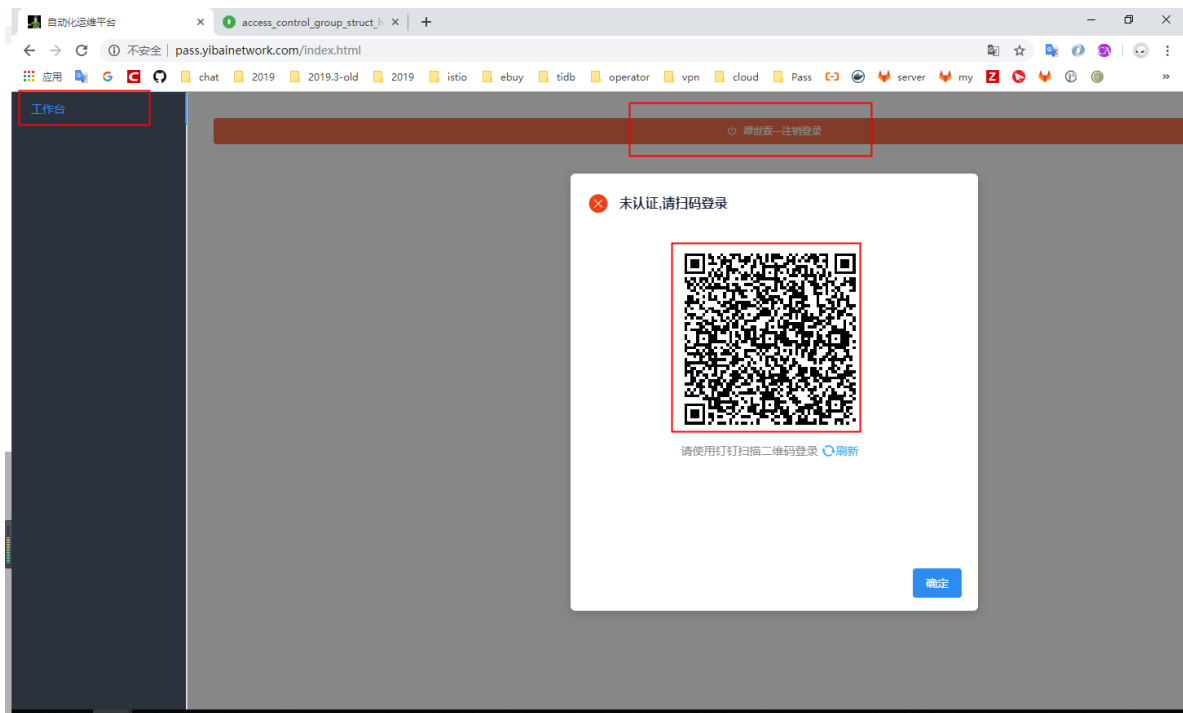 自动化运维平台
access_control_group_struct_h
不安全 pass.yibainetwork.com/index.html
应用 chat 2019 2019.3-old 2019 istio ebuy tidb operator vpn cloud Pass server my
工作台
谭世霖—注销登录
未认证,请扫码登录
请使用钉钉扫描二维码登录 刷新
确定